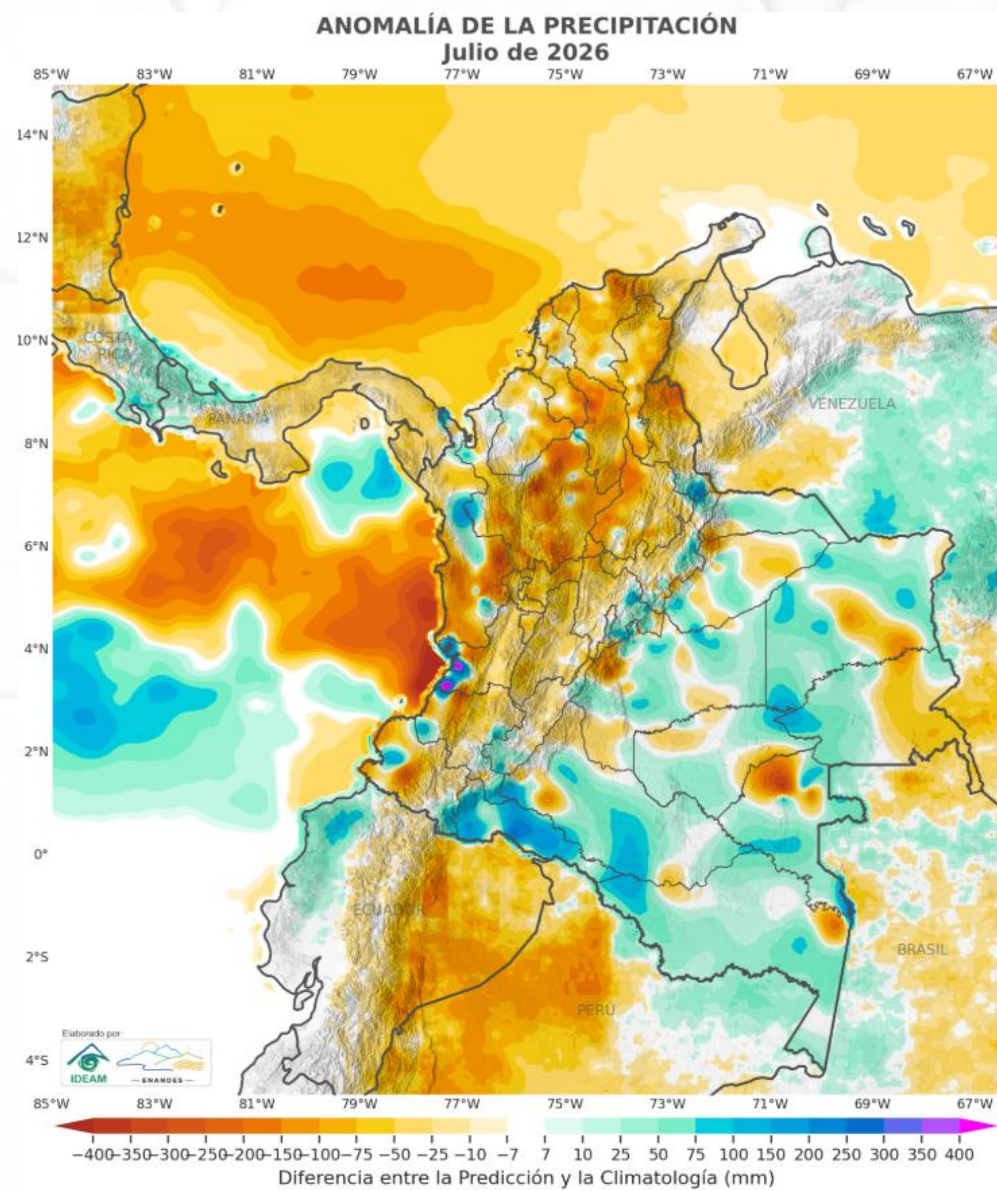 ANOMALÍA DE LA PRECIPITACIÓN
Julio de 2026
85°W 83°W 81°W 79°W 77°W 75°W 73°W 71°W 69°W 67°W
14°N
12°N
10°N
8°N
6°N
4°N
2°N
0°
2°S
4°S
COSTA
RICA
PANAMÁ
VENEZUELA
ECUADOR
BRASIL
PERÚ
Elaborado por:
IDEAM
— ENANDES —
85°W 83°W 81°W 79°W 77°W 75°W 73°W 71°W 69°W 67°W
−400 −350 −300 −250 −200 −150 −100 −75 −50 −25 −10 −7 7 10 25 50 75 100 150 200 250 300 350 400
Diferencia entre la Predicción y la Climatología (mm)